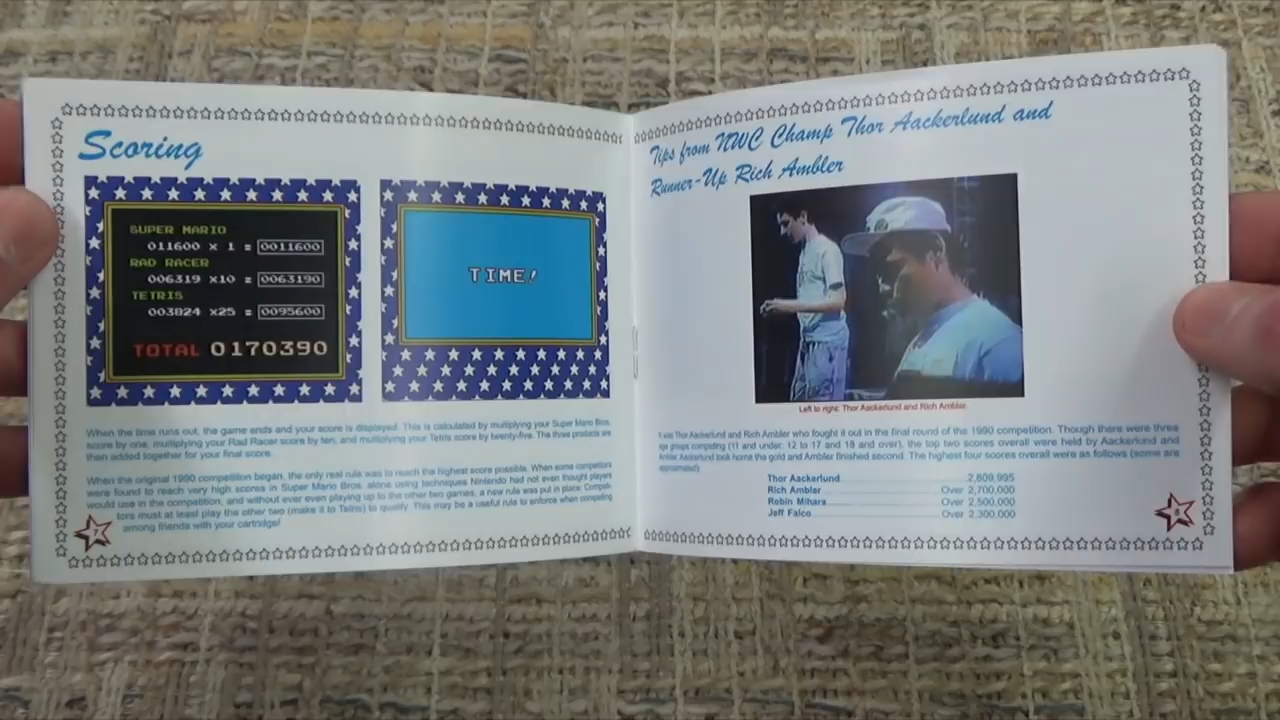 Scoring
SUPER MARIO
011600 x 1 = 0011600
RAD RACER
006319 x10 = 0063190
TETRIS
003824 x25 = 0095600
TOTAL 0170390
TIME!
When the time runs out, the game ends and your score is displayed. This is calculated by multiplying your Super Mario Bros.
score by one, multiplying your Raid Racer score by ten, and multiplying your Tetris score by twenty-five. The three products are
then added together for your final score.
When the original 1990 competition began, the only real rule was to reach the highest score possible. When some competitors
were found to reach very high scores in Super Mario Bros. alone using techniques Nintendo had not even thought players
would use in the competition, and without ever even playing up to the other two games, a new rule was put in place: Competi-
tors must at least play the other two (make it to Tetris) to qualify. This may be a useful rule to enforce when competing
among friends with your cartridge!
7
Tips from NWC Champ Thor Aackerlund and
Runner-Up Rich Ambler
Left to right: Thor Aackerlund and Rich Ambler.
It was Thor Aackerlund and Rich Ambler who fought it out in the final round of the 1990 competition. Though there were three
age groups competing (11 and under, 12 to 17 and 18 and over), the top two scores overall were held by Aackerlund and
Ambler. Aackerlund took home the gold and Ambler finished second. The highest four scores overall were as follows (some are
approximated):
Thor Aackerlund 2,809,995
Rich Ambler Over 2,700,000
Robin Mihara Over 2,500,000
Jeff Falco Over 2,300,000
8